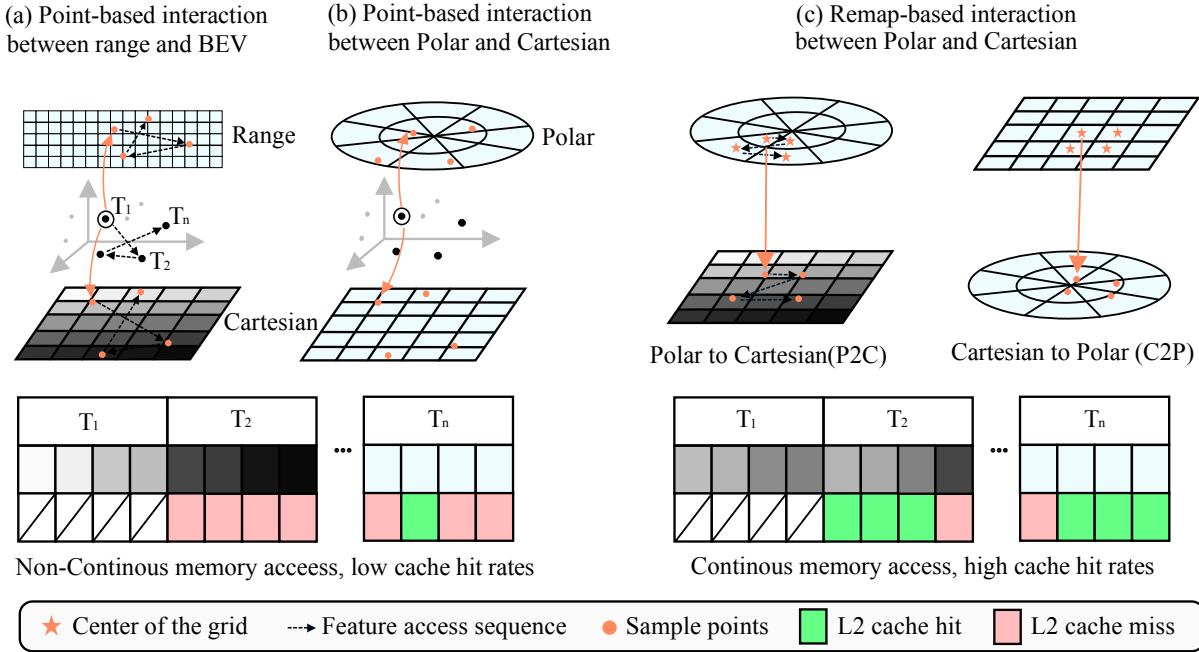 (a) Point-based interaction
between range and BEV
(b) Point-based interaction
between Polar and Cartesian
(c) Remap-based interaction
between Polar and Cartesian
Range
Polar
T1
Tn
T2
Cartesian
Polar to Cartesian(P2C)
Cartesian to Polar (C2P)
T1 T2 ... Tn
T1 T2 ... Tn
Non-Continous memory acceess, low cache hit rates
Continous memory access, high cache hit rates
Center of the grid
Feature access sequence
Sample points
L2 cache hit
L2 cache miss